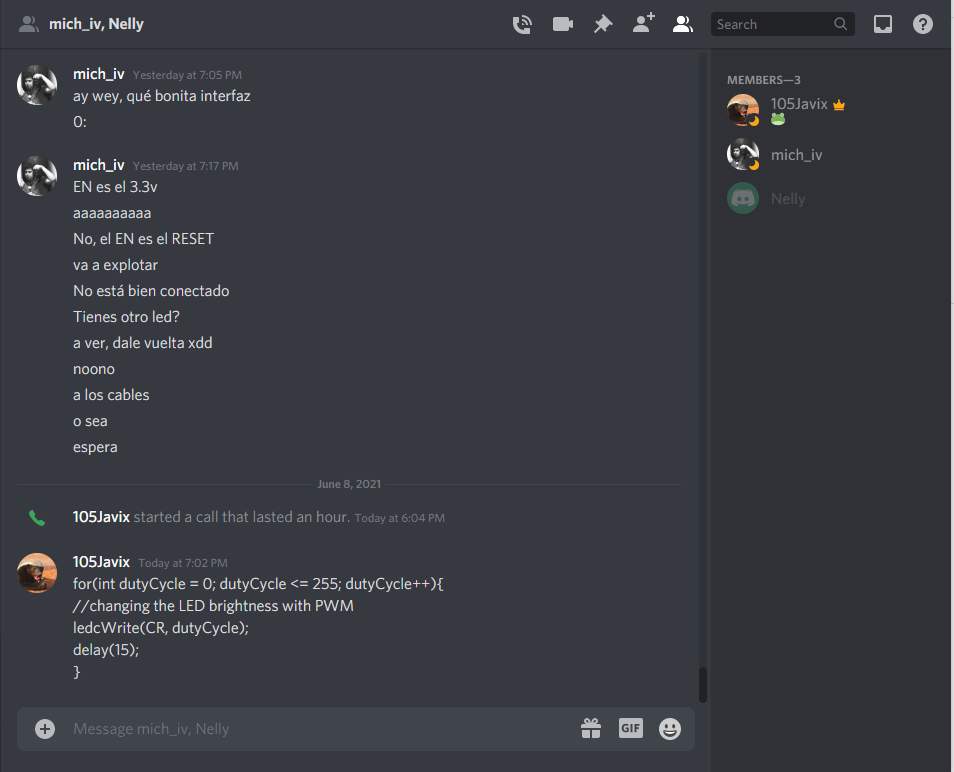 mich_iv, Nelly
Search
mich_iv Yesterday at 7:05 PM
ay wey, qué bonita interfaz
0:
mich_iv Yesterday at 7:17 PM
EN es el 3.3v
aaaaaaaaaa
No, el EN es el RESET
va a explotar
No está bien conectado
Tienes otro led?
a ver, dale vuelta xdd
noono
a los cables
o sea
espera
June 8, 2021
105Javix started a call that lasted an hour. Today at 6:04 PM
105Javix Today at 7:02 PM
for(int dutyCycle = 0; dutyCycle <= 255; dutyCycle++){
//changing the LED brightness with PWM
ledcWrite(CR, dutyCycle);
delay(15);
}
Message mich_iv, Nelly
GIF
MEMBERS—3
105Javix
mich_iv
Nelly